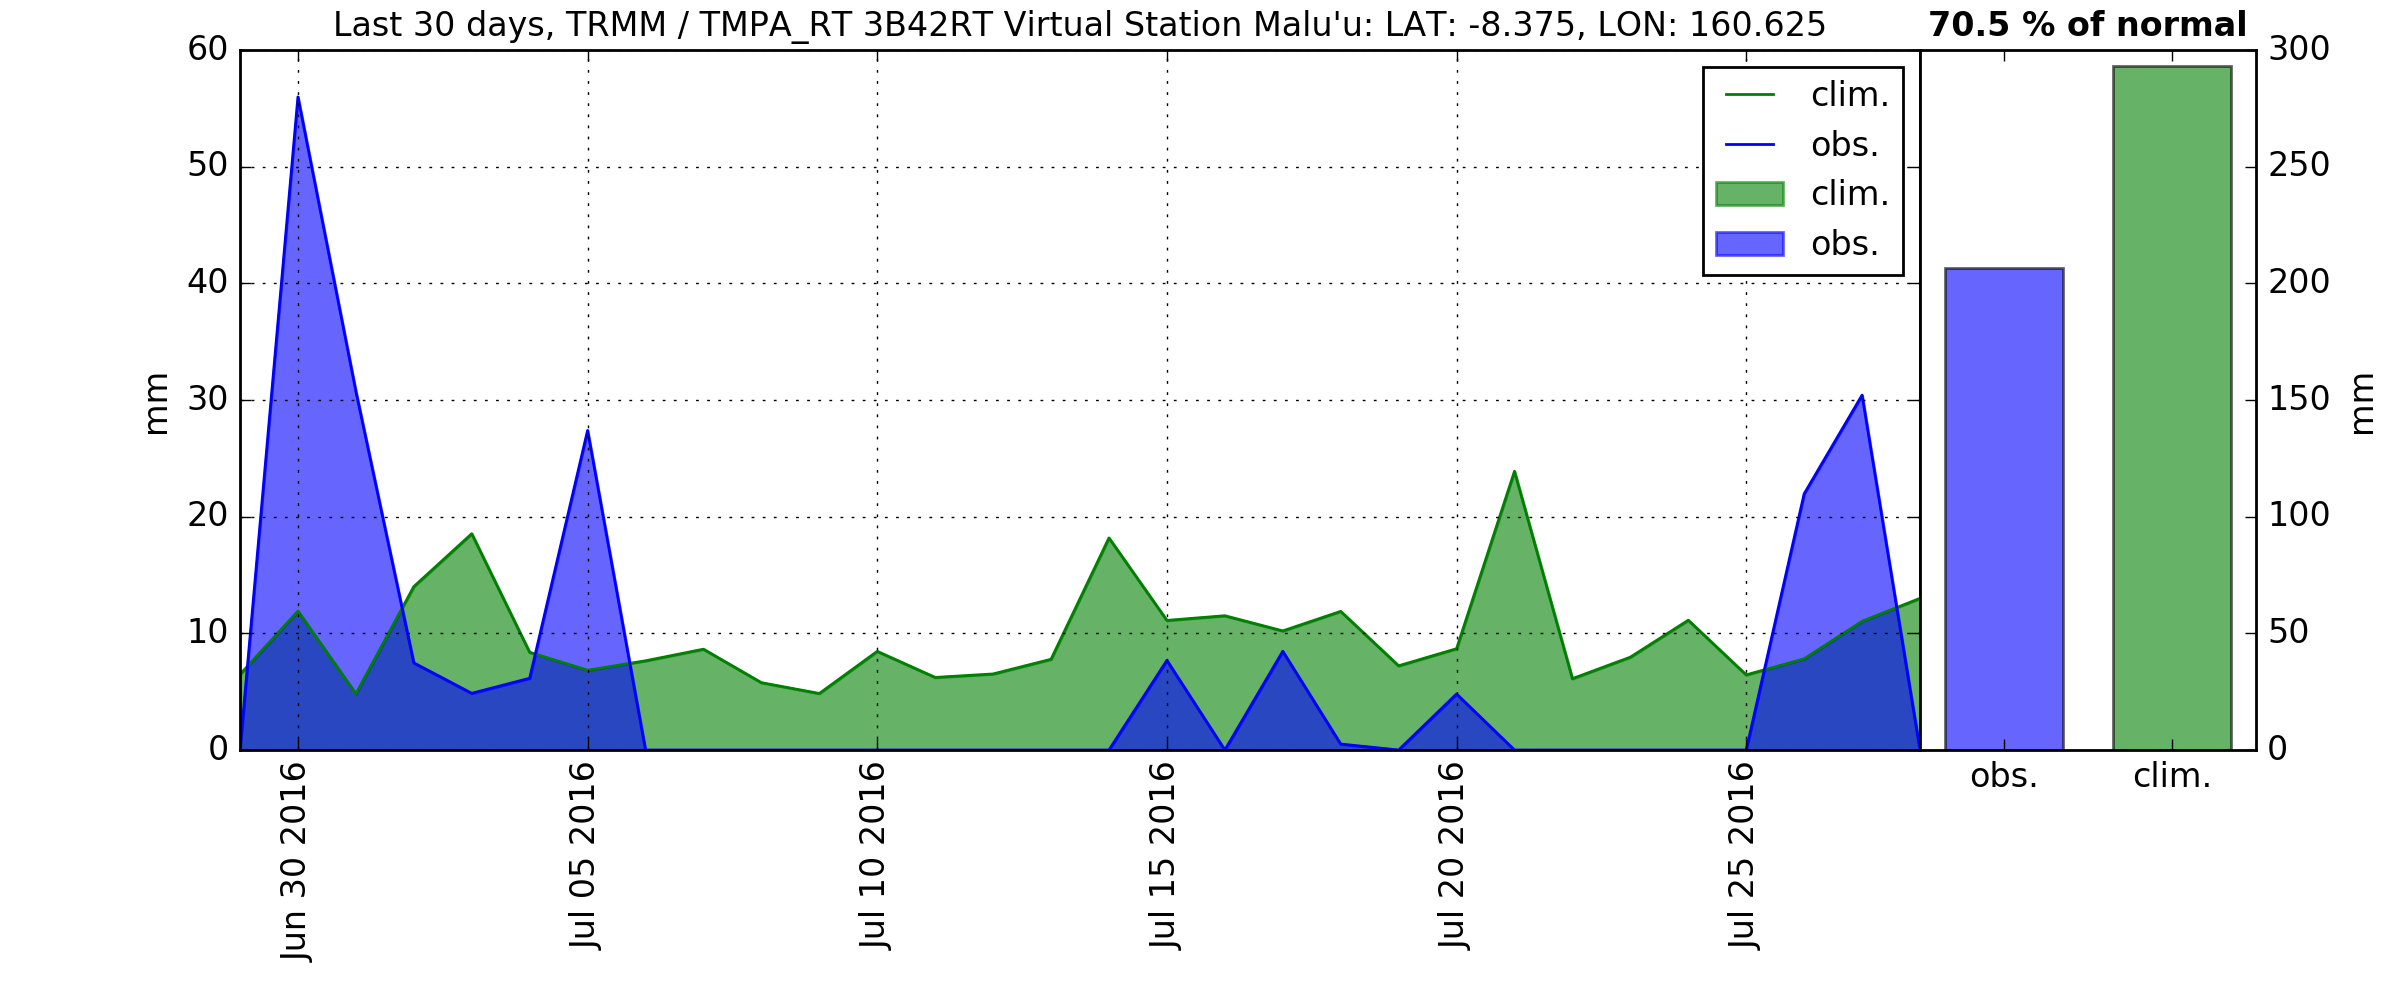 Last 30 days, TRMM / TMPA_RT 3B42RT Virtual Station Malu'u: LAT: -8.375, LON: 160.625
70.5 % of normal
60
50
40
30
20
10
0
mm
clim.
obs.
clim.
obs.
300
250
200
150
100
50
0
mm
Jun 30 2016
Jul 05 2016
Jul 10 2016
Jul 15 2016
Jul 20 2016
Jul 25 2016
obs.
clim.